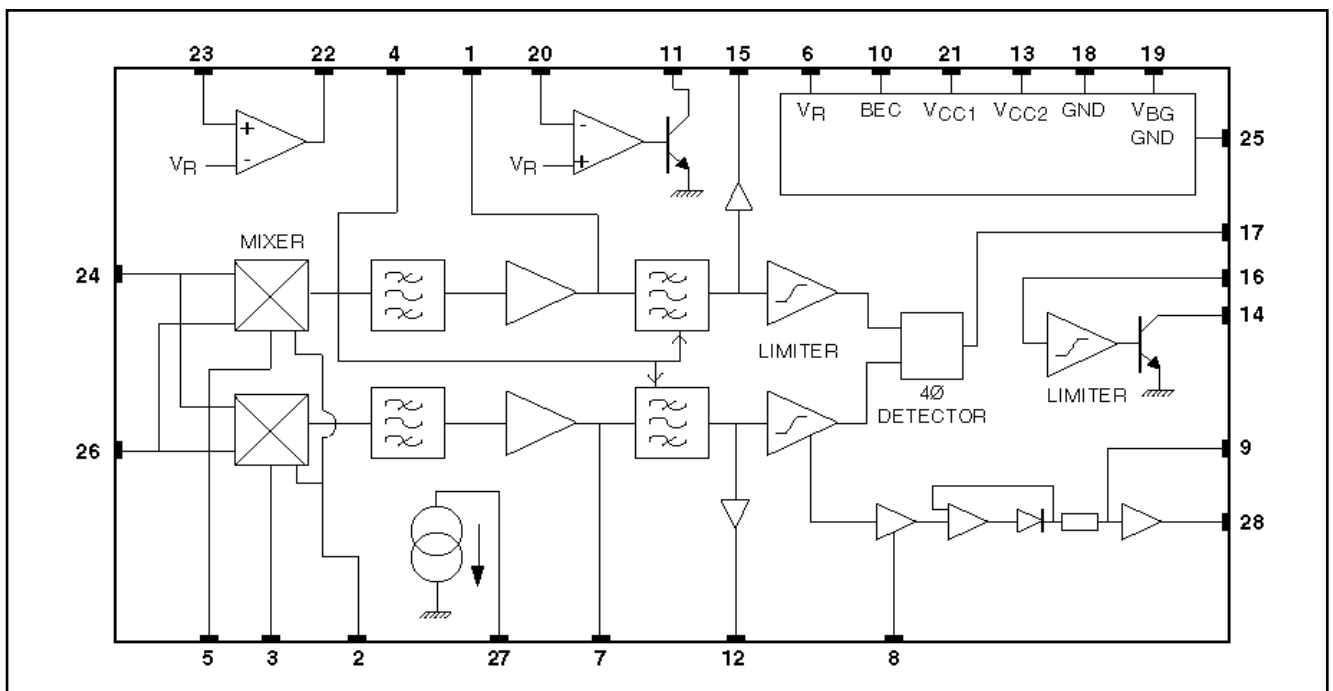 23 22 4 1 20 11 15 6 10 21 13 18 19
VR BEC VCC1 VCC2 GND VBG
GND
25
+
-
VR
-
+
VR
17
MIXER
24
16
14
LIMITER
LIMITER
4Ø
DETECTOR
26
9
28
5 3 2 27 7 12 8